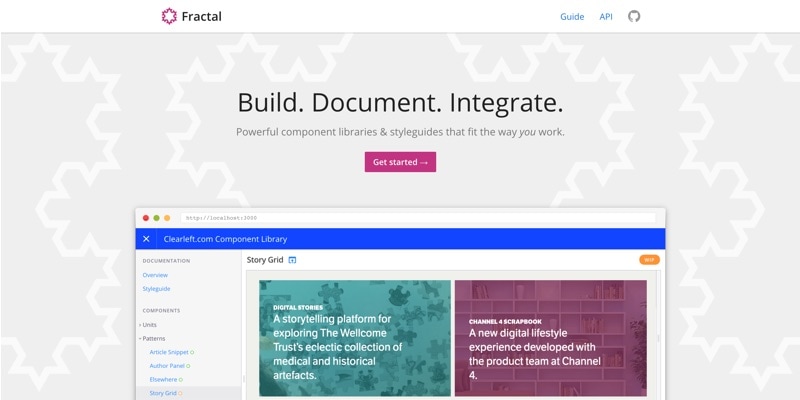 Fractal
Guide
API
Build. Document. Integrate.
Powerful component libraries & styleguides that fit the way you work.
Get started →
http://localhost:3000
Clearleft.com Component Library
DOCUMENTATION
Overview
Styleguide
COMPONENTS
Units
Patterns
Article Snippet
Author Panel
Elsewhere
Story Grid
Story Grid
WIP
DIGITAL STORIES
A storytelling platform for
exploring The Wellcome
Trust's eclectic collection of
medical and historical
artefacts.
CHANNEL 4 SCRAPBOOK
A new digital lifestyle
experience developed with
the product team at Channel
4.